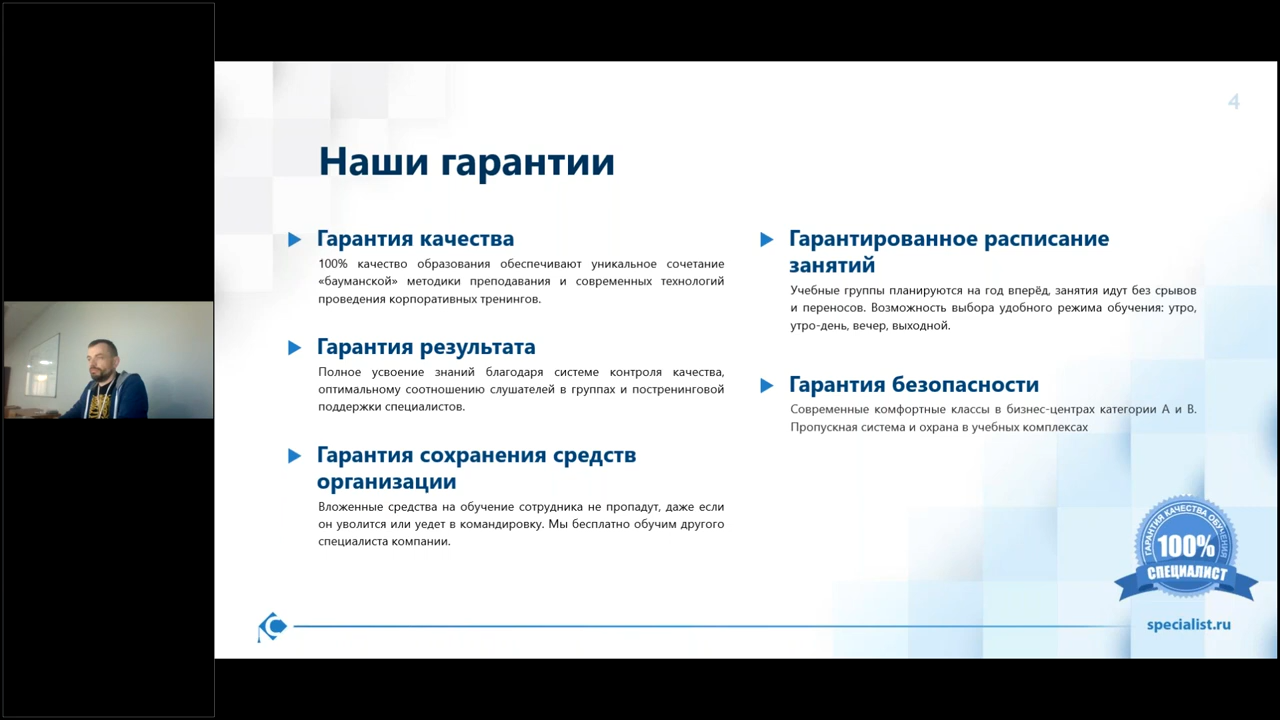 4
Наши гарантии
Гарантия качества
100% качество образования обеспечивают уникальное сочетание
«бауманской» методики преподавания и современных технологий
проведения корпоративных тренингов.
Гарантия результата
Полное усвоение знаний благодаря системе контроля качества,
оптимальному соотношению слушателей в группах и постренинговой
поддержки специалистов.
Гарантия сохранения средств
организации
Вложенные средства на обучение сотрудника не пропадут, даже если
он уволится или уедет в командировку. Мы бесплатно обучим другого
специалиста компании.
Гарантированное расписание
занятий
Учебные группы планируются на год вперёд, занятия идут без срывов
и переносов. Возможность выбора удобного режима обучения: утро,
утро-день, вечер, выходной.
Гарантия безопасности
Современные комфортные классы в бизнес-центрах категории А и В.
Пропускная система и охрана в учебных комплексах
ГАРАНТИЯ КАЧЕСТВА ОБУЧЕНИЯ
100%
СПЕЦИАЛИСТ
specialist.ru